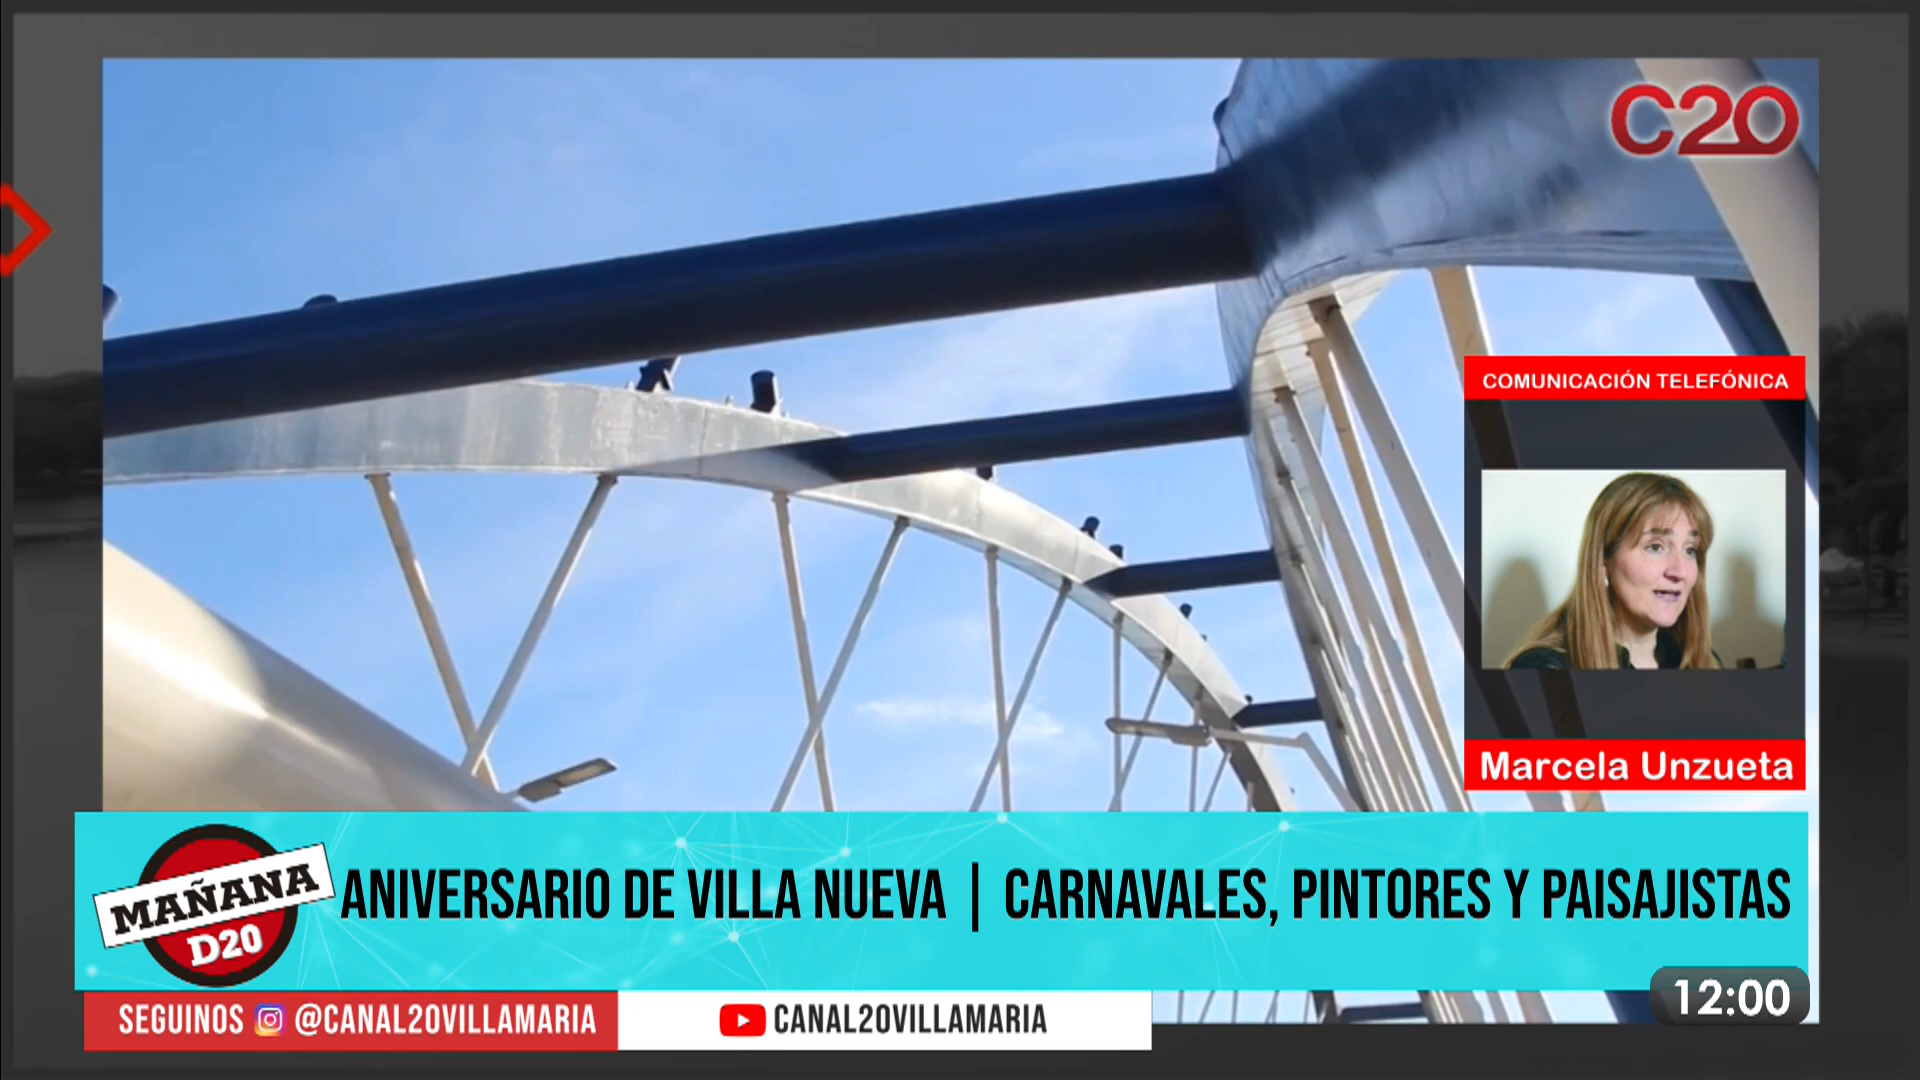 C20
COMUNICACIÓN TELEFÓNICA
Marcela Unzueta
MAÑANA
D20
ANIVERSARIO DE VILLA NUEVA | CARNAVALES, PINTORES Y PAISAJISTAS
12:00
SEGUINOS @CANAL20VILLAMARIA
CANAL20VILLAMARIA